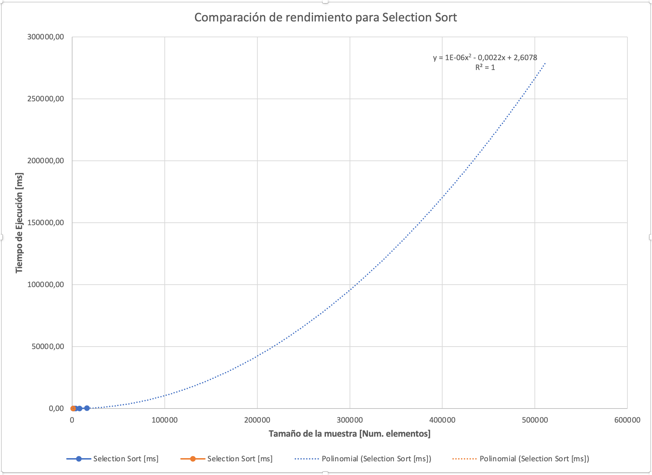 Comparación de rendimiento para Selection Sort
300000,00
250000,00
200000,00
150000,00
100000,00
50000,00
0,00
Tiempo de Ejecución [ms]
y = 1E-06x² - 0,0022x + 2,6078
R² = 1
0 100000 200000 300000 400000 500000 600000
Tamaño de la muestra [Num. elementos]
Selection Sort [ms] Selection Sort [ms] Polinomial (Selection Sort [ms]) Polinomial (Selection Sort [ms])